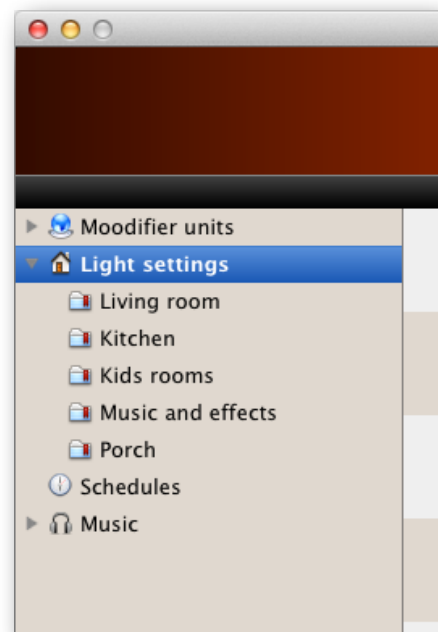 Moodifier units
Light settings
Living room
Kitchen
Kids rooms
Music and effects
Porch
Schedules
Music